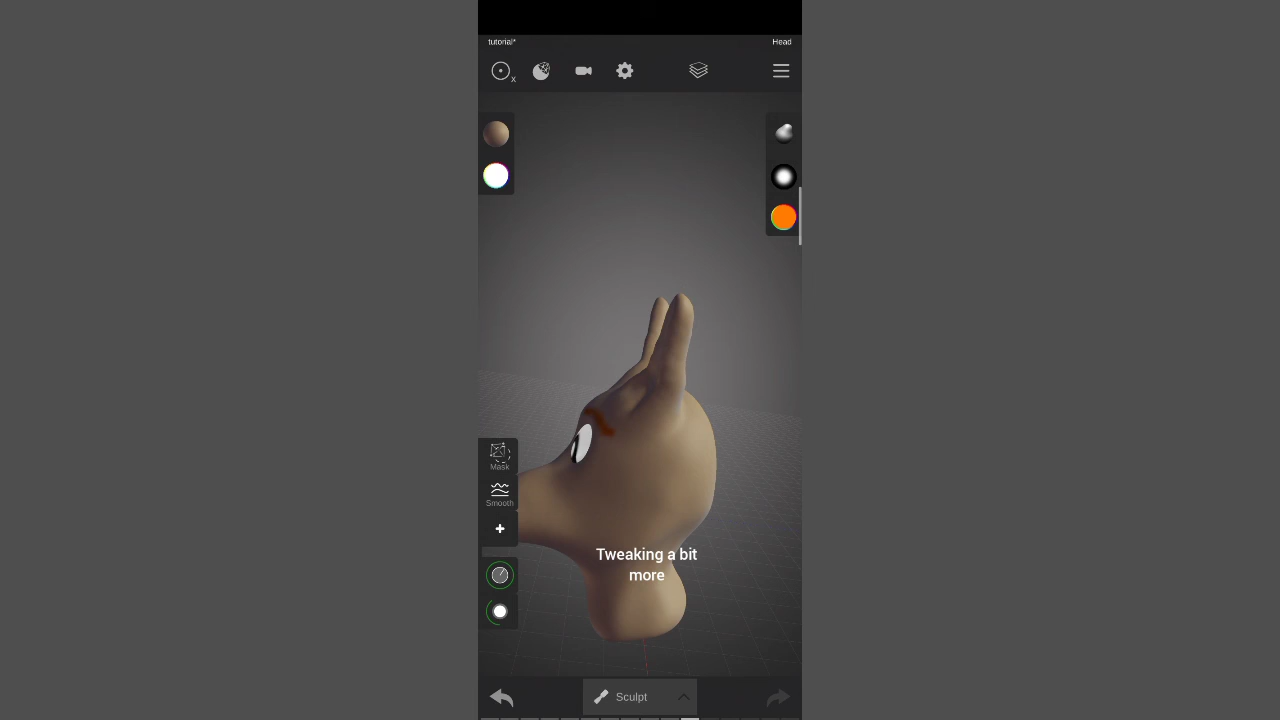 tutorial*
Head
x
Mask
Smooth
Tweaking a bit
more
Sculpt